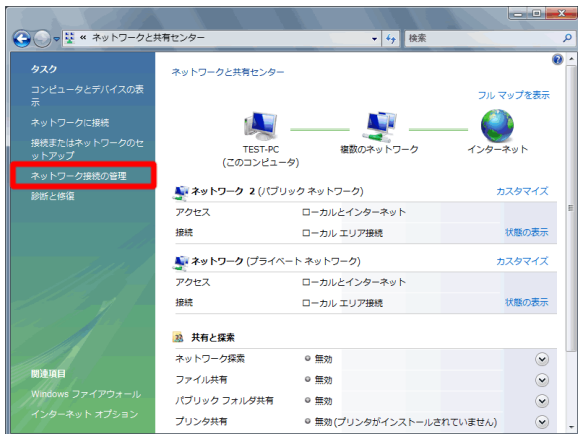 « ネットワークと共有センター
検索
タスク
コンピュータとデバイスの表
示
ネットワークに接続
接続またはネットワークのセ
ットアップ
ネットワーク接続の管理
診断と修復
関連項目
Windows ファイアウォール
インターネット オプション
ネットワークと共有センター
フル マップを表示
TEST-PC
(このコンピュータ)
複数のネットワーク
インターネット
ネットワーク 2 (パブリック ネットワーク) カスタマイズ
アクセス ローカルとインターネット
接続 ローカル エリア接続 状態の表示
ネットワーク (プライベート ネットワーク) カスタマイズ
アクセス ローカルとインターネット
接続 ローカル エリア接続 状態の表示
共有と探索
ネットワーク探索 無効
ファイル共有 無効
パブリック フォルダ共有 無効
プリンタ共有 無効(プリンタがインストールされていません)